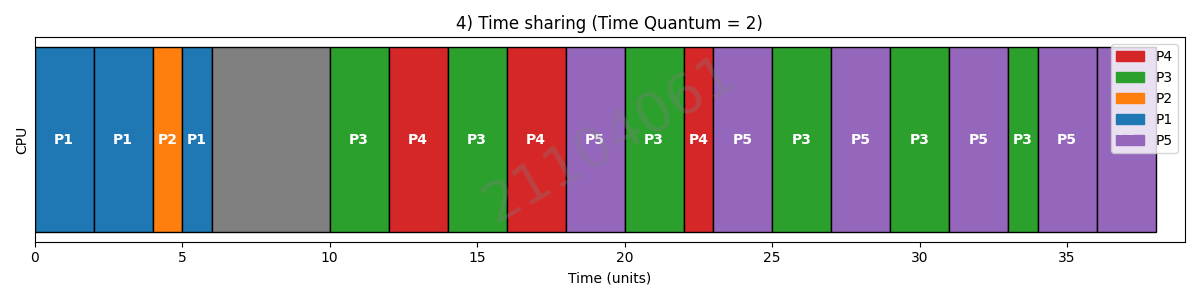 4) Time sharing (Time Quantum = 2)
CPU
P1 P1 P2 P1 P3 P4 P3 P4 P5 P3 P4 P5 P3 P5 P3 P5 P3 P5
P4
P3
P2
P1
P5
21104061
0 5 10 15 20 25 30 35
Time (units)